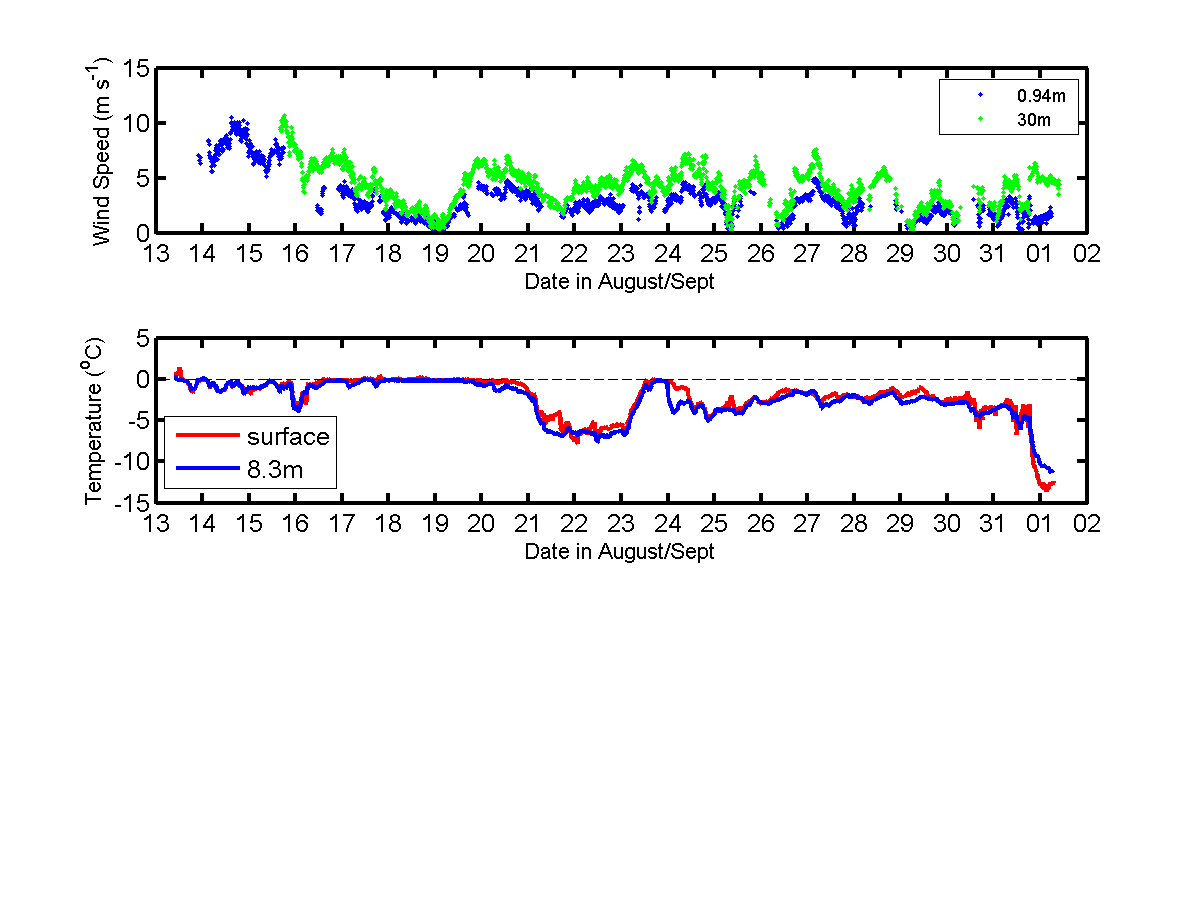 Wind Speed (m s-1)
15
10
5
0
0.94m
30m
13 14 15 16 17 18 19 20 21 22 23 24 25 26 27 28 29 30 31 01 02
Date in August/Sept
Temperature (oC)
5
0
-5
-10
-15
surface
8.3m
13 14 15 16 17 18 19 20 21 22 23 24 25 26 27 28 29 30 31 01 02
Date in August/Sept